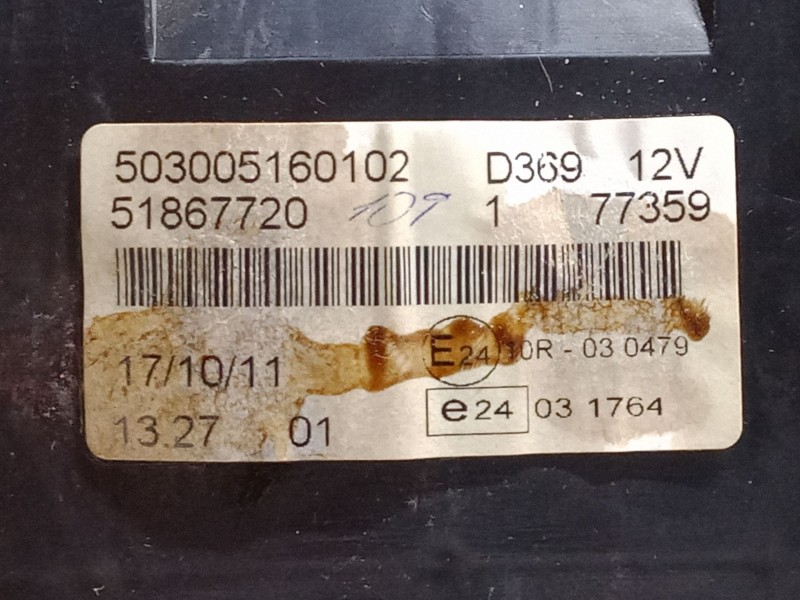 503005160102 D369 12V
51867720 109 1 77359
17/10/11 E24 10R - 03 0479
13.27 01 e24 03 1764